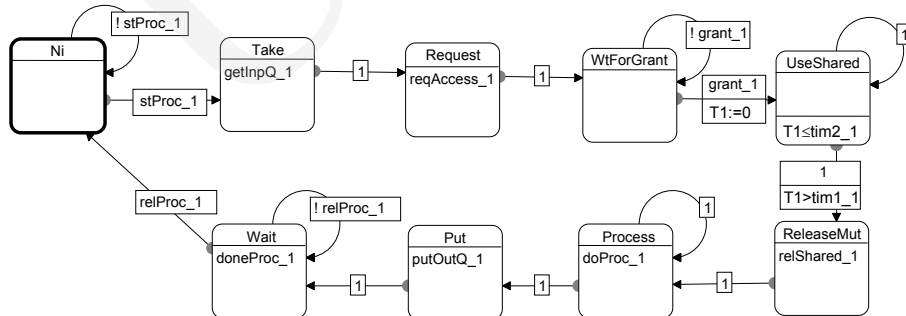 ! stProc_1
Ni
Take
getInpQ_1
stProc_1
1
Request
reqAccess_1
1
! grant_1
WtForGrant
grant_1
T1:=0
1
UseShared
T1≤tim2_1
1
T1>tim1_1
ReleaseMut
relShared_1
1
1
Process
doProc_1
1
Put
putOutQ_1
1
! relProc_1
Wait
doneProc_1
relProc_1